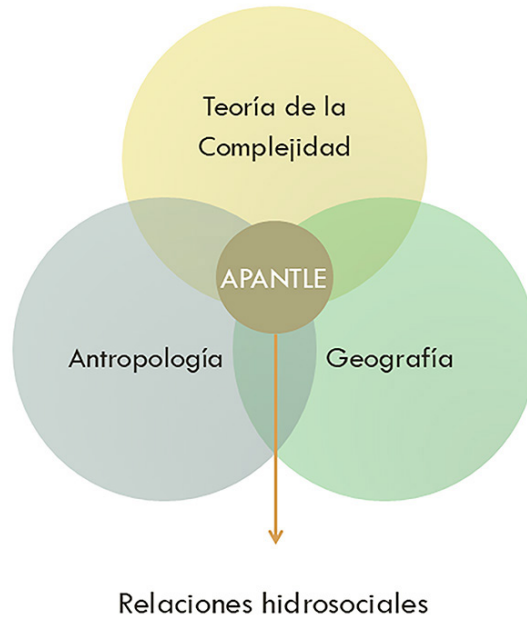 Teoría de la
Complejidad
APANTLE
Antropología
Geografía
Relaciones hidrosociales